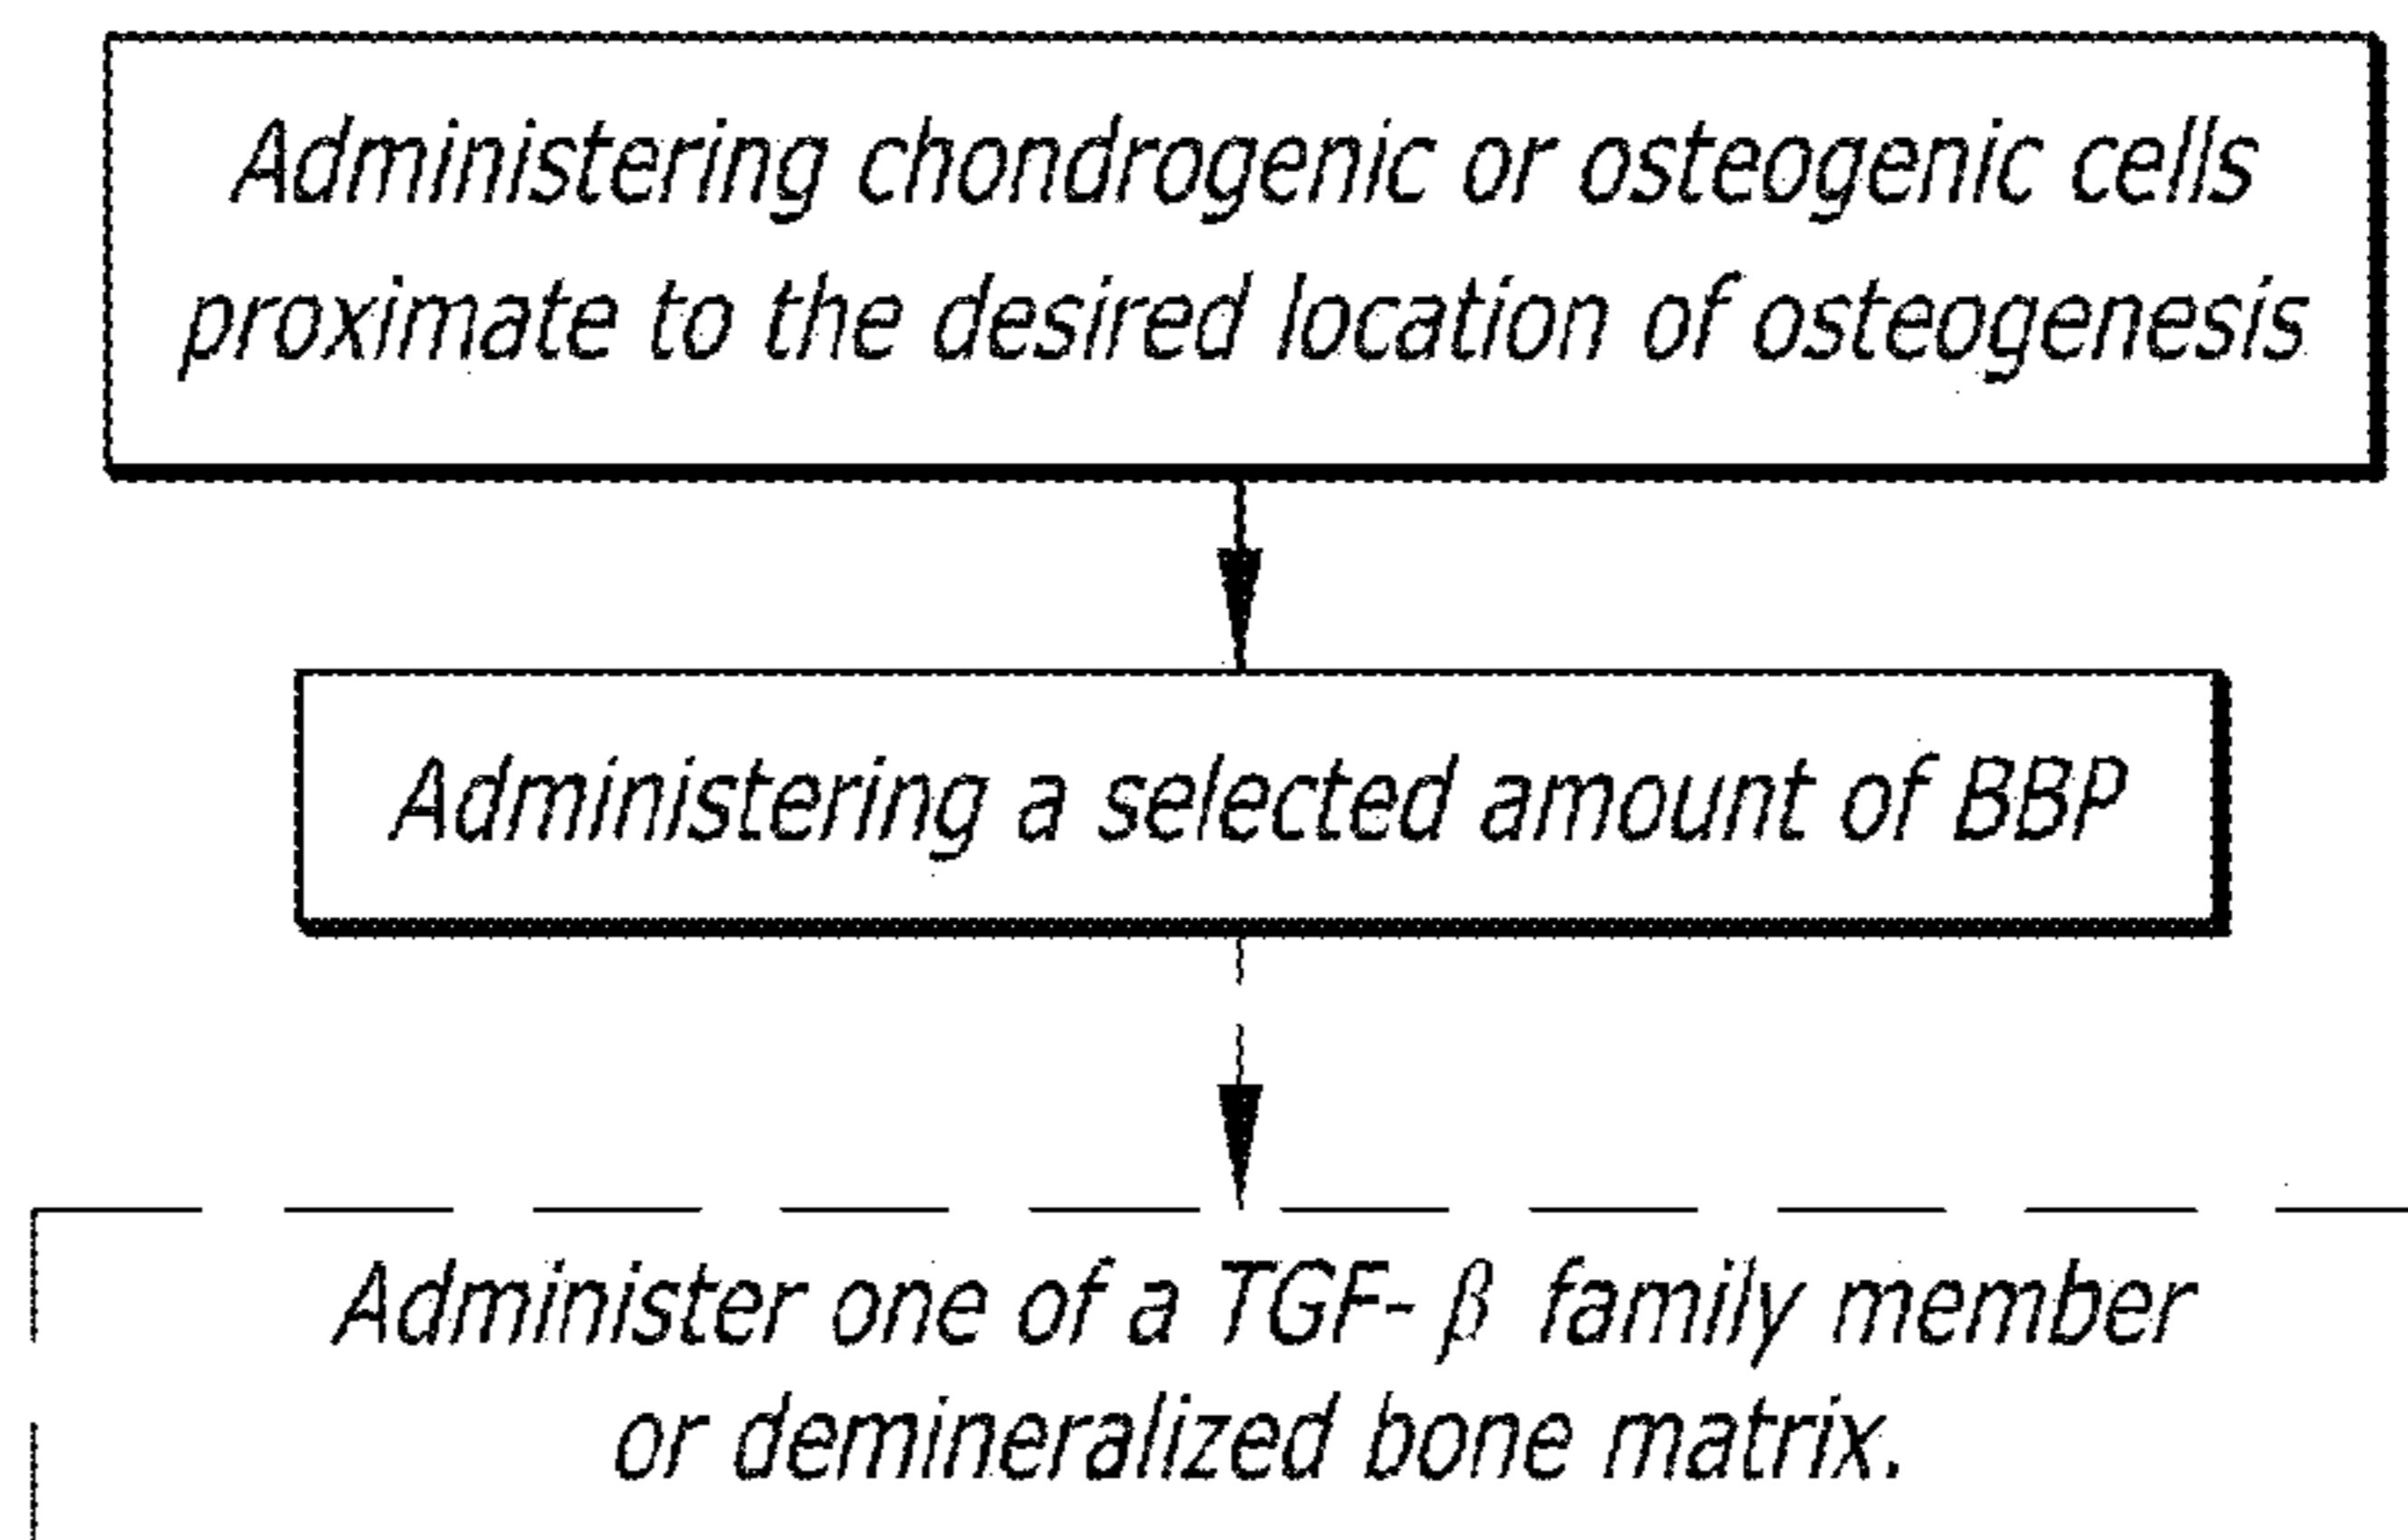 Administering chondrogenic or osteogenic cells
proximate to the desired location of osteogenesis
Administering a selected amount of BBP
Administer one of a TGF- β family member
or demineralized bone matrix.